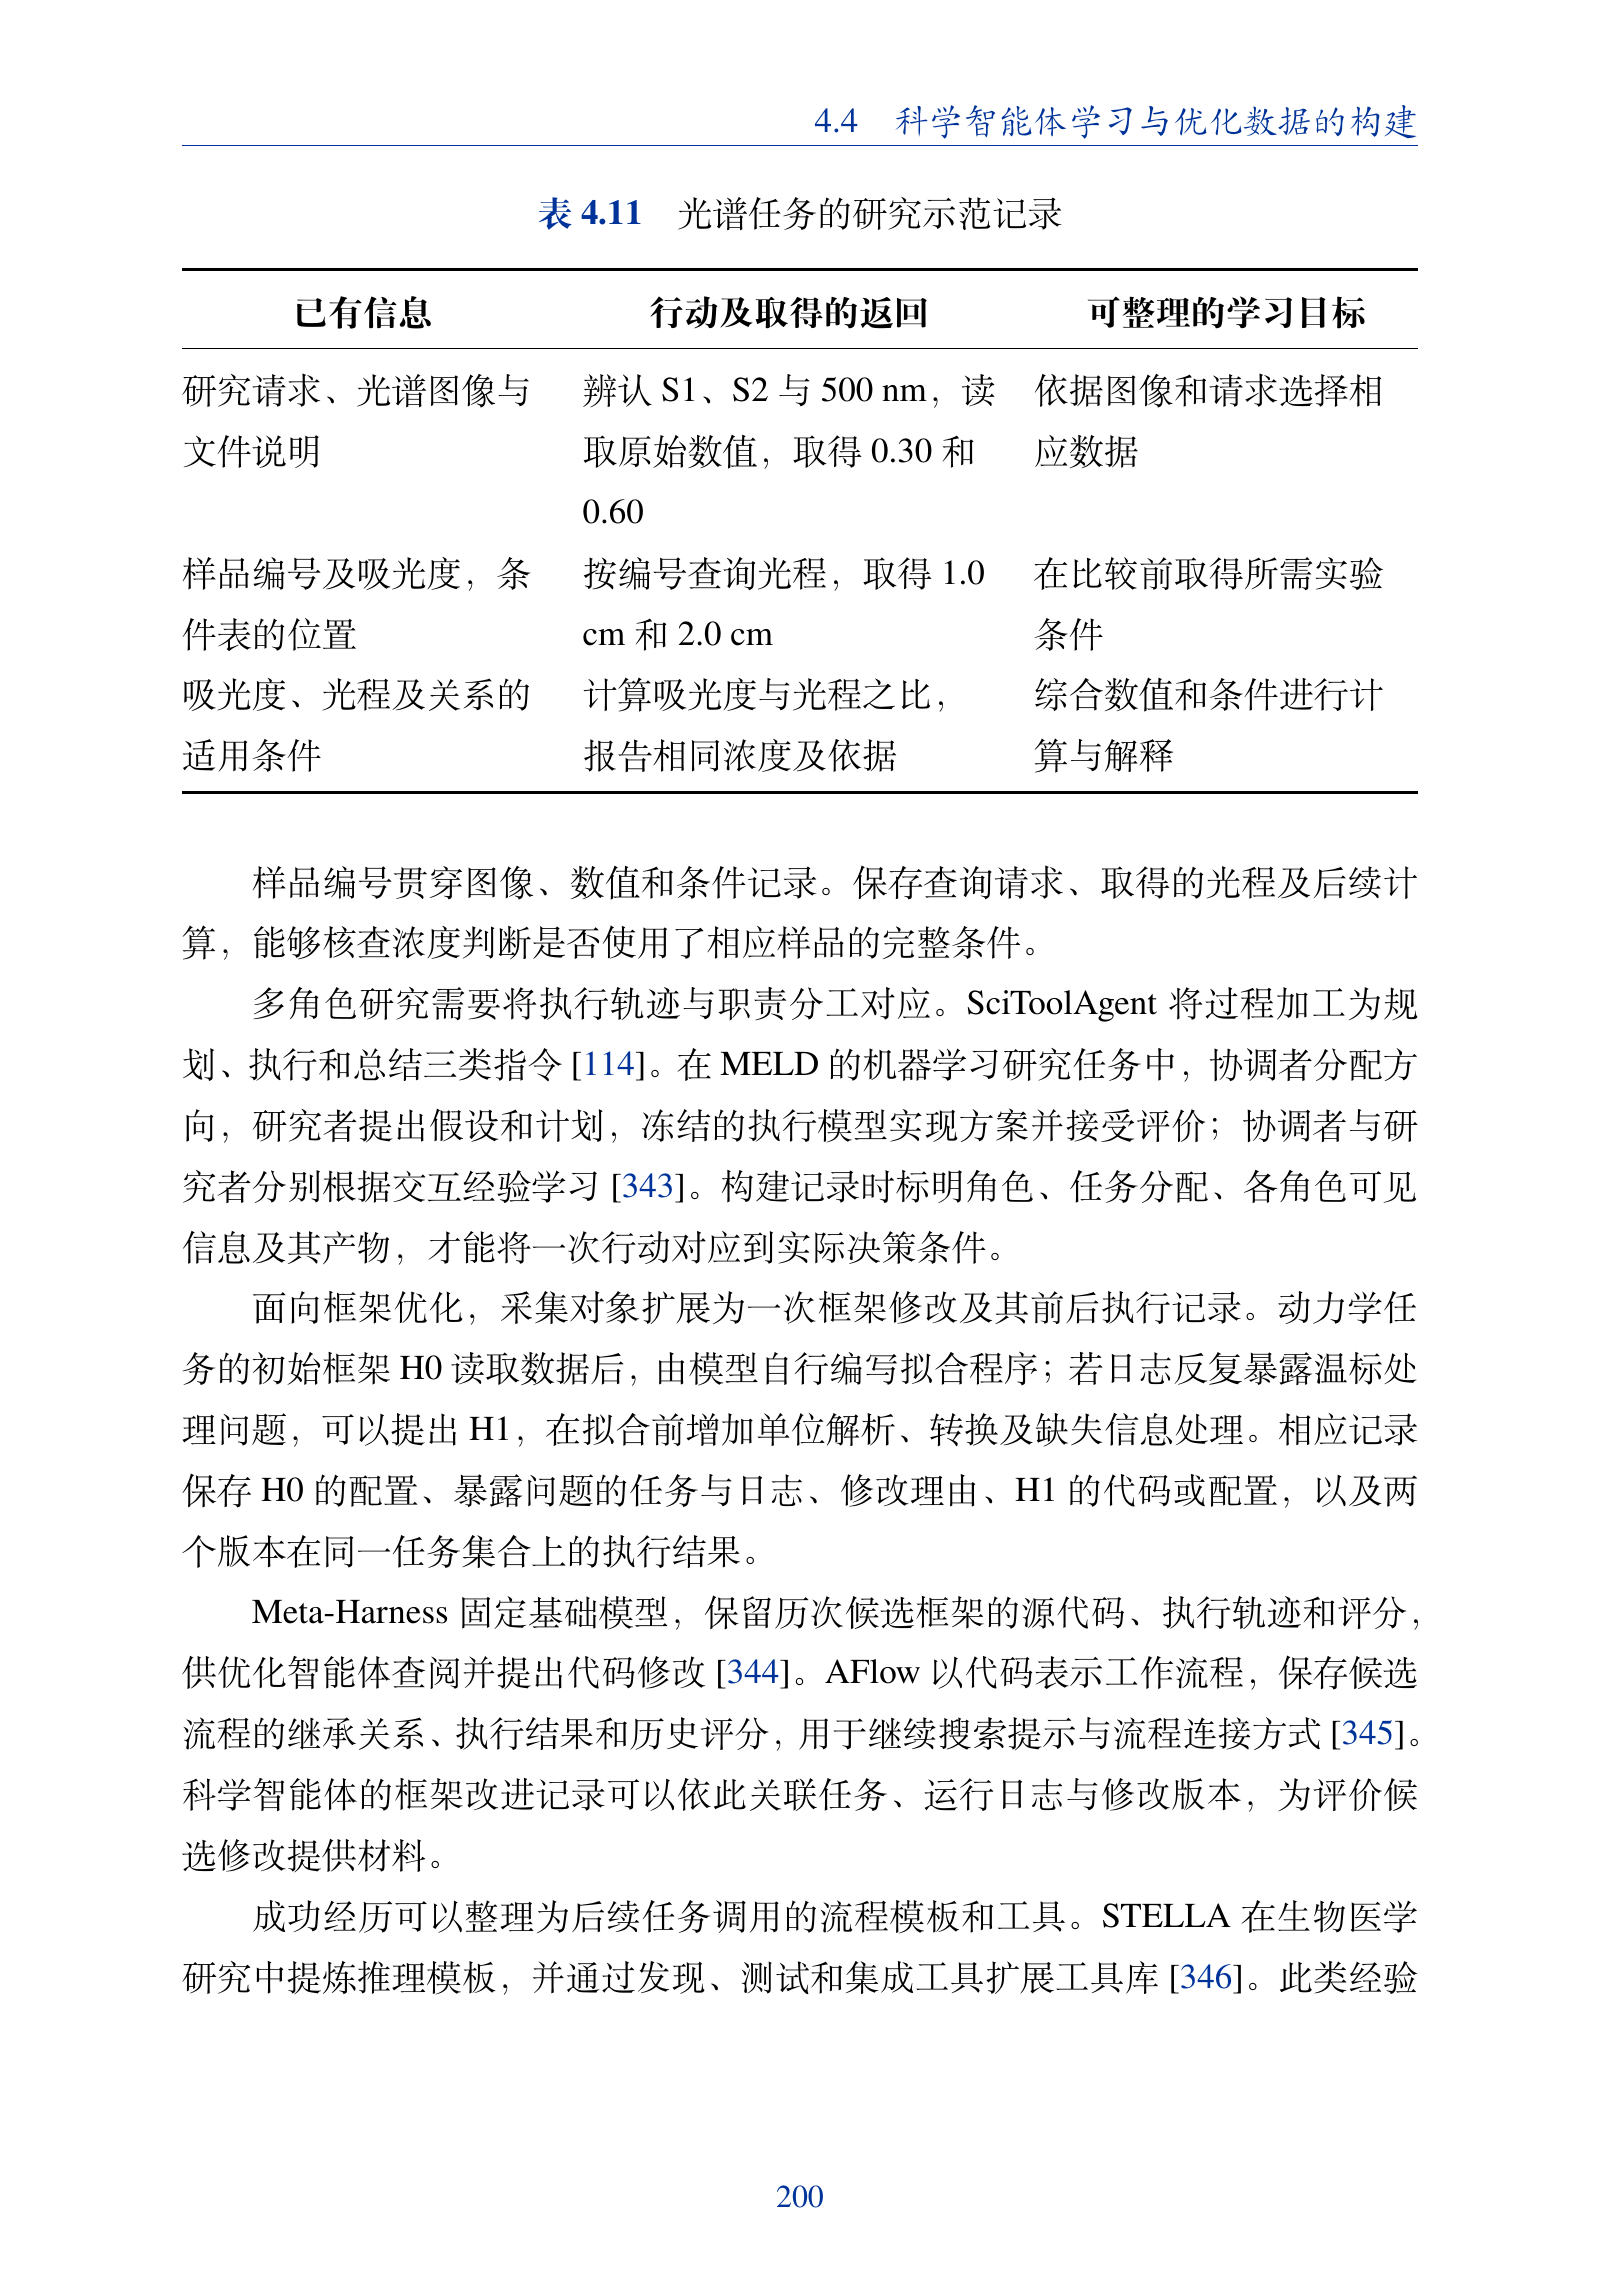 4.4 科学智能体学习与优化数据的构建
表 4.11 光谱任务的研究示范记录
已有信息 行动及取得的返回 可整理的学习目标
研究请求、光谱图像与 辨认 S1、S2 与 500 nm，读 依据图像和请求选择相
文件说明 取原始数值，取得 0.30 和 应数据
0.60
样品编号及吸光度，条 按编号查询光程，取得 1.0 在比较前取得所需实验
件表的位置 cm 和 2.0 cm 条件
吸光度、光程及关系的 计算吸光度与光程之比， 综合数值和条件进行计
适用条件 报告相同浓度及依据 算与解释
样品编号贯穿图像、数值和条件记录。保存查询请求、取得的光程及后续计
算，能够核查浓度判断是否使用了相应样品的完整条件。
多角色研究需要将执行轨迹与职责分工对应。SciToolAgent 将过程加工为规
划、执行和总结三类指令 [114]。在 MELD 的机器学习研究任务中，协调者分配方
向，研究者提出假设和计划，冻结的执行模型实现方案并接受评价；协调者与研
究者分别根据交互经验学习 [343]。构建记录时标明角色、任务分配、各角色可见
信息及其产物，才能将一次行动对应到实际决策条件。
面向框架优化，采集对象扩展为一次框架修改及其前后执行记录。动力学任
务的初始框架 H0 读取数据后，由模型自行编写拟合程序；若日志反复暴露温标处
理问题，可以提出 H1，在拟合前增加单位解析、转换及缺失信息处理。相应记录
保存 H0 的配置、暴露问题的任务与日志、修改理由、H1 的代码或配置，以及两
个版本在同一任务集合上的执行结果。
Meta-Harness 固定基础模型，保留历次候选框架的源代码、执行轨迹和评分，
供优化智能体查阅并提出代码修改 [344]。AFlow 以代码表示工作流程，保存候选
流程的继承关系、执行结果和历史评分，用于继续搜索提示与流程连接方式 [345]。
科学智能体的框架改进记录可以依此关联任务、运行日志与修改版本，为评价候
选修改提供材料。
成功经历可以整理为后续任务调用的流程模板和工具。STELLA 在生物医学
研究中提炼推理模板，并通过发现、测试和集成工具扩展工具库 [346]。此类经验
200